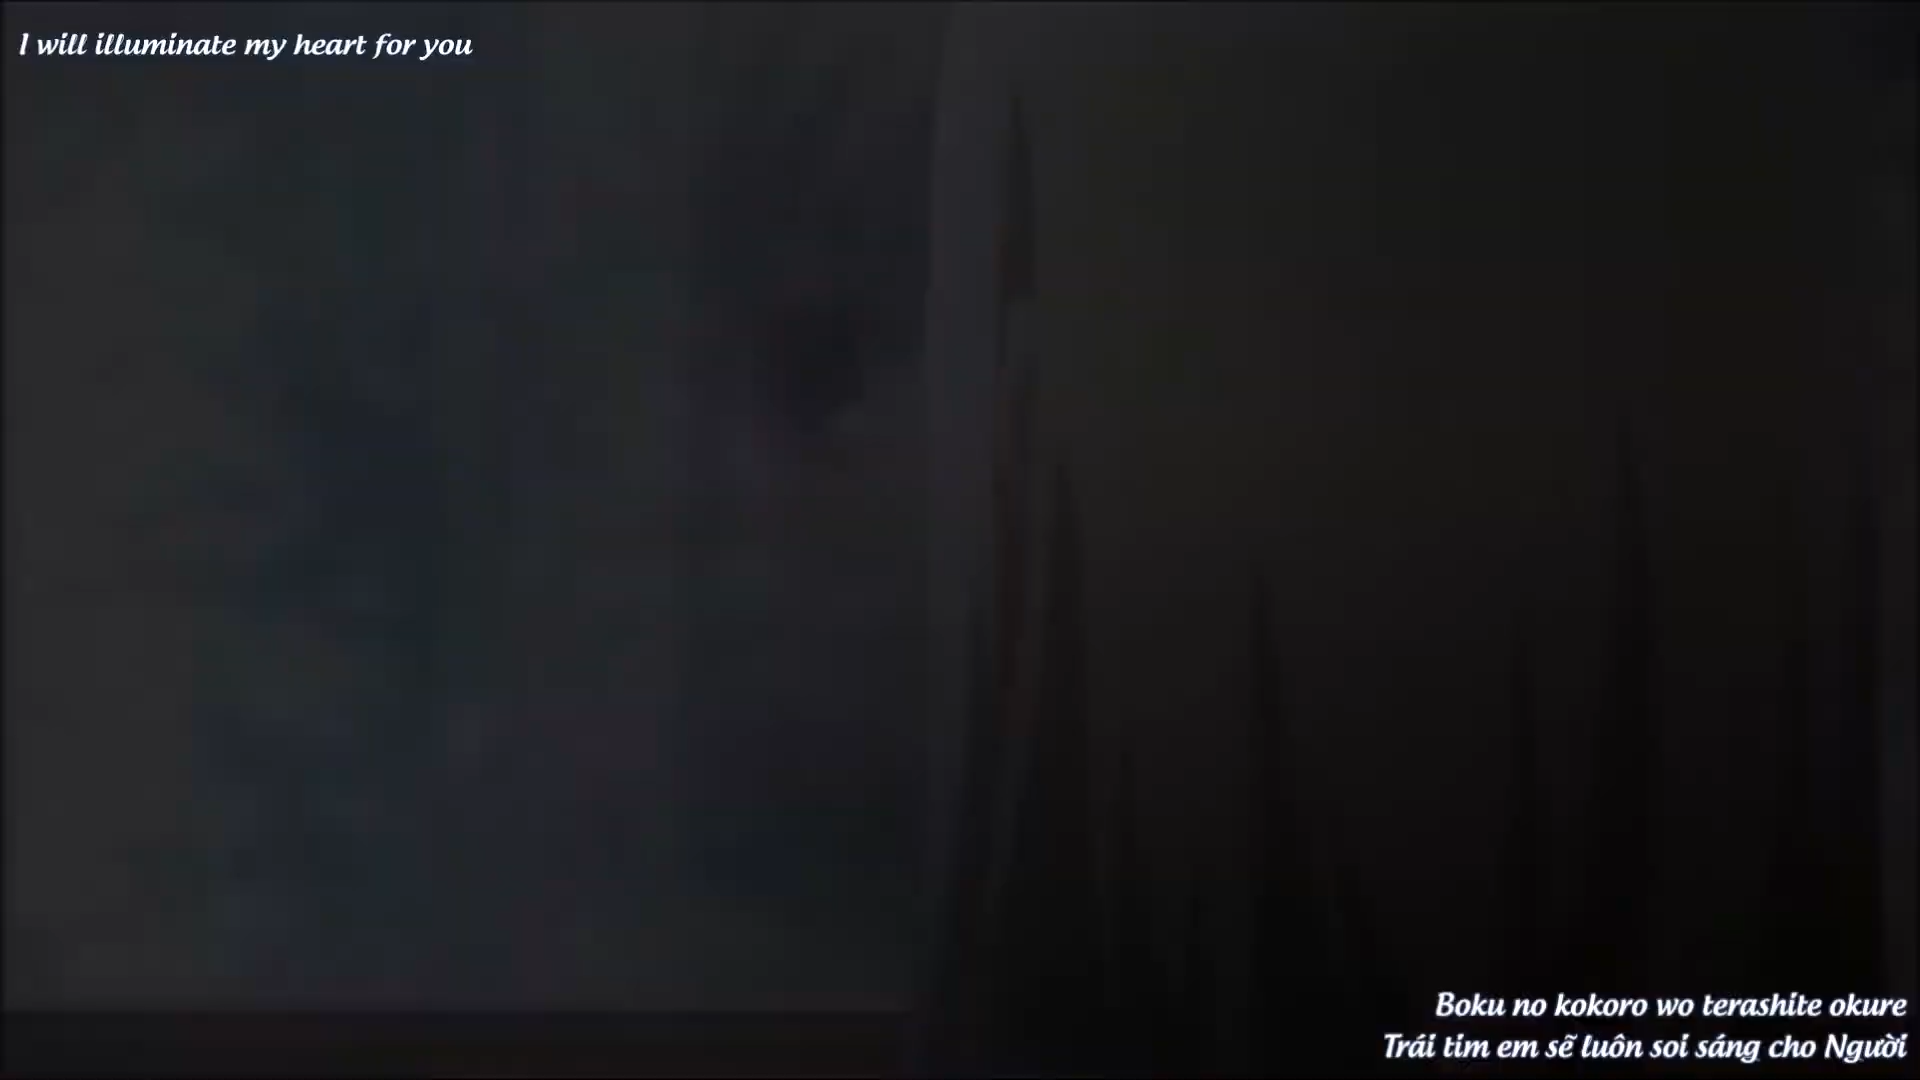 I will illuminate my heart for you
Boku no kokoro wo terashite okure
Trái tim em sẽ luôn soi sáng cho Người